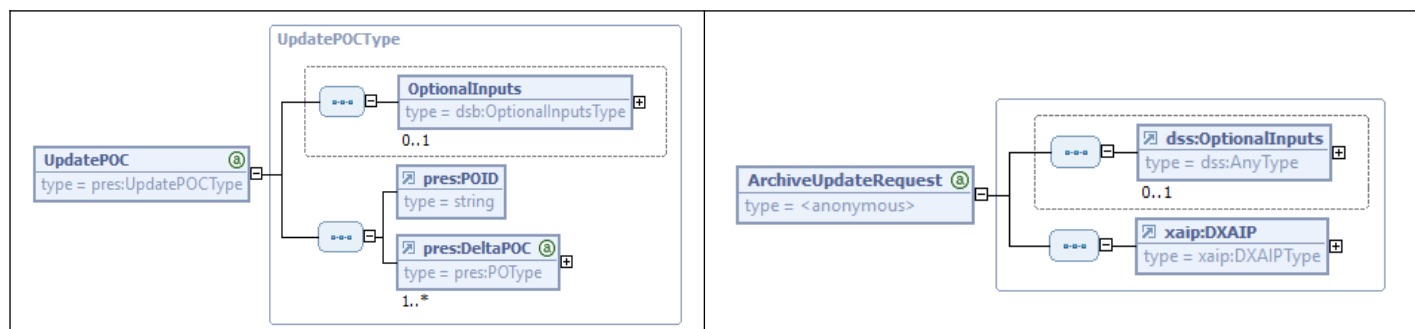 UpdatePOCType
OptionalInputs
type = dsb:OptionalInputsType
0..1
UpdatePOC a
type = pres:UpdatePOCType
pres:POID
type = string
pres:DeltaPOC a
type = pres:POType
1..*
dss:OptionalInputs
type = dss:AnyType
0..1
ArchiveUpdateRequest a
type = <anonymous>
xaip:DXAIP
type = xaip:DXAIPType